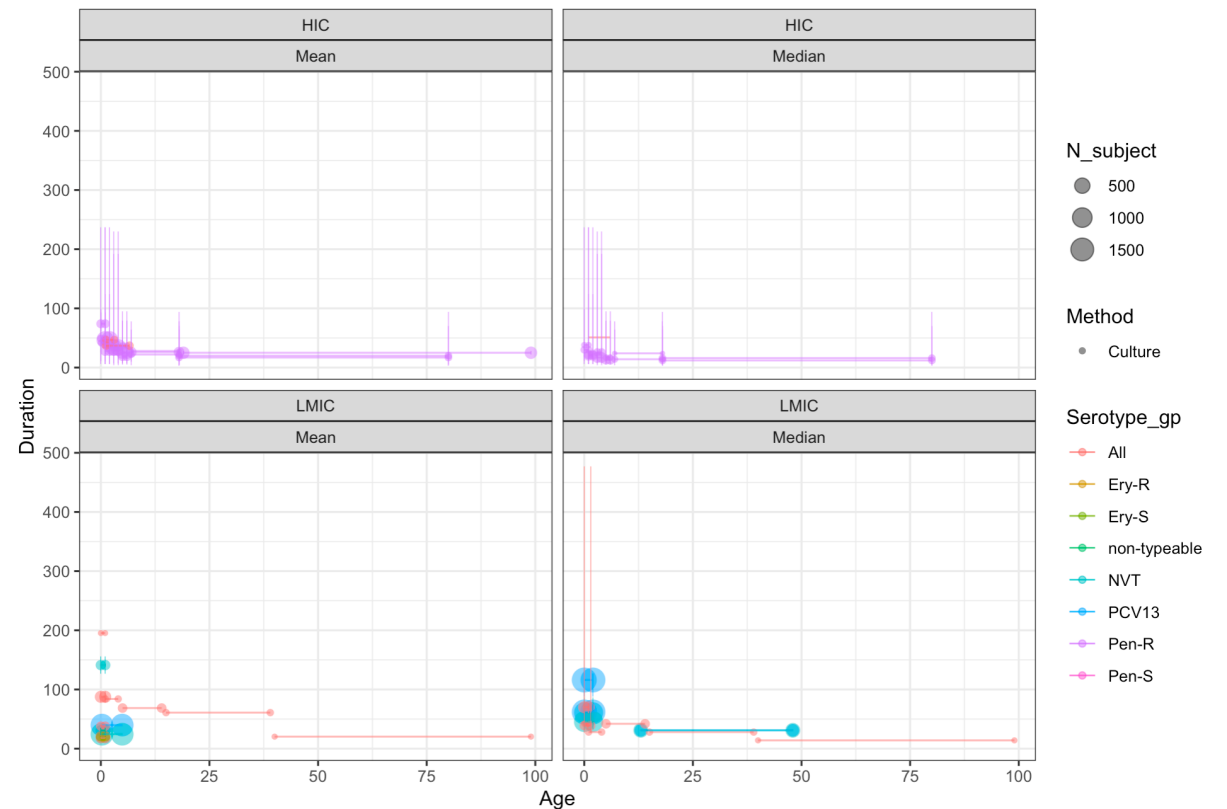 HIC
Mean
HIC
Median
500
400
300
200
100
0
LMIC
Mean
LMIC
Median
500
400
300
200
100
0
0
25
50
75
100
0
25
50
75
100
Age
Duration
N_subject
500
1000
1500
Method
Culture
Serotype_gp
All
Ery-R
Ery-S
non-typeable
NVT
PCV13
Pen-R
Pen-S